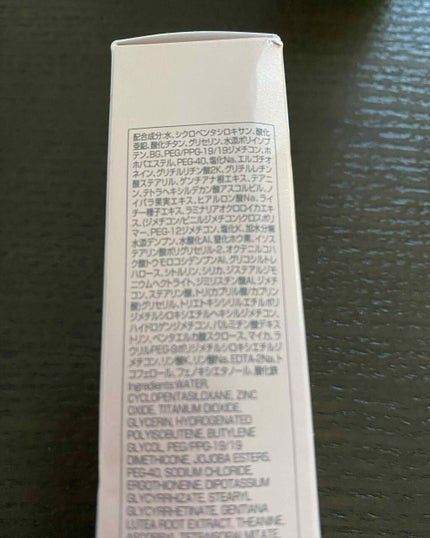 配合成分:水、シクロペンタシロキサン、酸化
亜鉛、酸化チタン、グリセリン、水添ポリイソブ
テン、BG、PEG/PPG-19/19ジメチコン、ホ
ホバエステル、PEG-40、塩化Na、エルゴチオ
ネイン、グリチルリチン酸2K、グリチルレチン
酸ステアリル、ゲンチアナ根エキス、テアニ
ン、テトラヘキシルデカン酸アスコルビル、ノ
イバラ果実エキス、ヒアルロン酸Na、ライ
チー種子エキス、ラミナリアオクロロイカエキ
ス、(ジメチコン/ビニルジメチコン)クロスポリ
マー、PEG-12ジメチコン、塩化K、加水分解
水添デンプン、水酸化Al、窒化ホウ素、イソス
テアリン酸ポリグリセリル-2、オクテニルコハ
ク酸トウモロコシデンプンAl、グリコシルトレ
ハロース、シトルリン、シリカ、ジステアルジモ
ニウムヘクトライト、ジミリスチン酸Al、ジメチ
コン、ステアリン酸、トリ(カプリル酸/カプリン
酸)グリセリル、トリエトキシシリルエチルポリジ
メチルシロキシエチルヘキシルジメチコン、
ハイドロゲンジメチコン、パルミチン酸デキス
トリン、ベンタエルカ酸スクロース、マイカ、ラ
ウリルPEG-9ポリジメチルシロキシエチルジ
メチコン、リン酸K、リン酸Na、EDTA-2Na、ト
コフェロール、フェノキシエタノール、酸化鉄
Ingredients:WATER,
CYCLOPENTASILOXANE, ZINC
OXIDE, TITANIUM DIOXIDE,
GLYCERIN, HYDROGENATED
POLYISOBUTENE, BUTYLENE
GLYCOL, PEG/PPG-19/19
DIMETHICONE, JOJOBA ESTERS,
PEG-40, SODIUM CHLORIDE,
ERGOTHIONEINE, DIPOTASSIUM
GLYCYRRHIZATE, STEARYL
GLYCYRRHETINATE, GENTIANA
LUTEA ROOT EXTRACT, THEANINE,